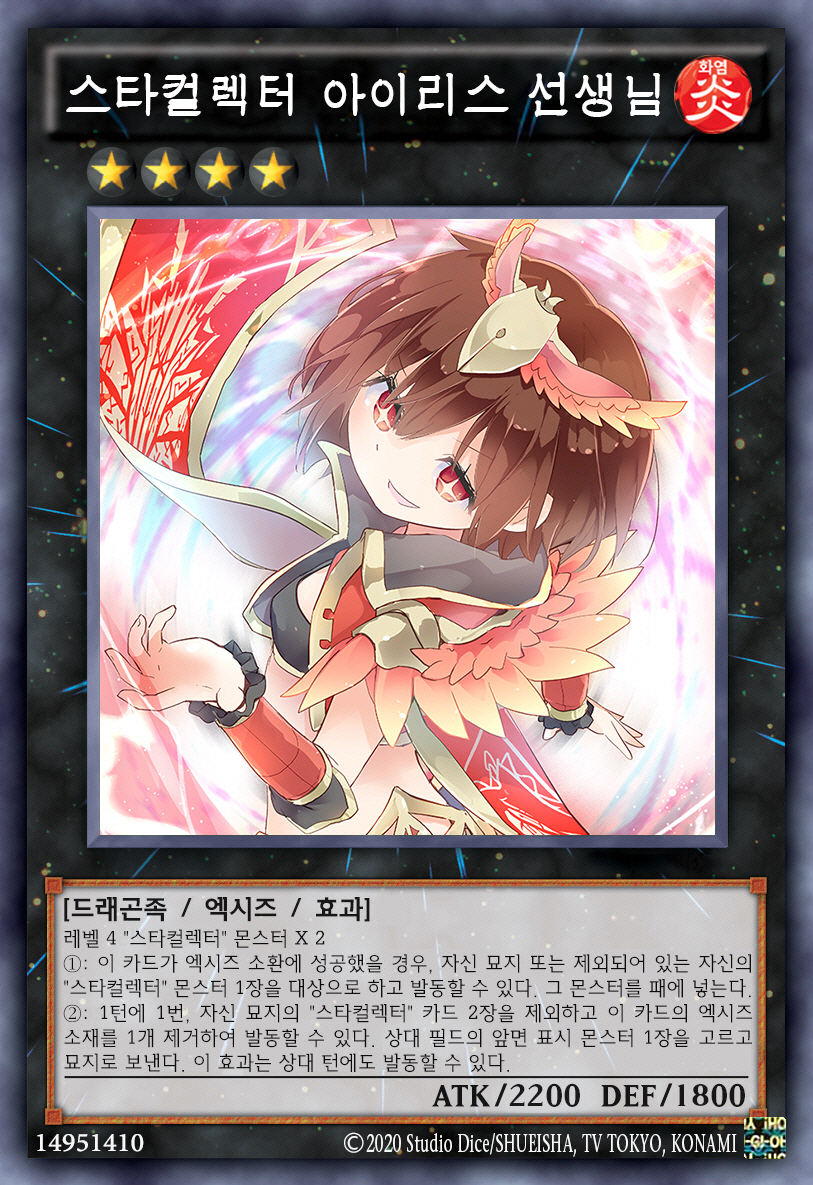 스타컬렉터 아이리스 선생님
화염
炎
[드래곤족 / 엑시즈 / 효과]
레벨 4 "스타컬렉터" 몬스터 X 2
①: 이 카드가 엑시즈 소환에 성공했을 경우, 자신 묘지 또는 제외되어 있는 자신의
"스타컬렉터" 몬스터 1장을 대상으로 하고 발동할 수 있다. 그 몬스터를 패에 넣는다.
②: 1턴에 1번, 자신 묘지의 "스타컬렉터" 카드 2장을 제외하고 이 카드의 엑시즈
소재를 1개 제거하여 발동할 수 있다. 상대 필드의 앞면 표시 몬스터 1장을 고르고
묘지로 보낸다. 이 효과는 상대 턴에도 발동할 수 있다.
ATK/2200 DEF/1800
14951410
©2020 Studio Dice/SHUEISHA, TV TOKYO, KONAMI